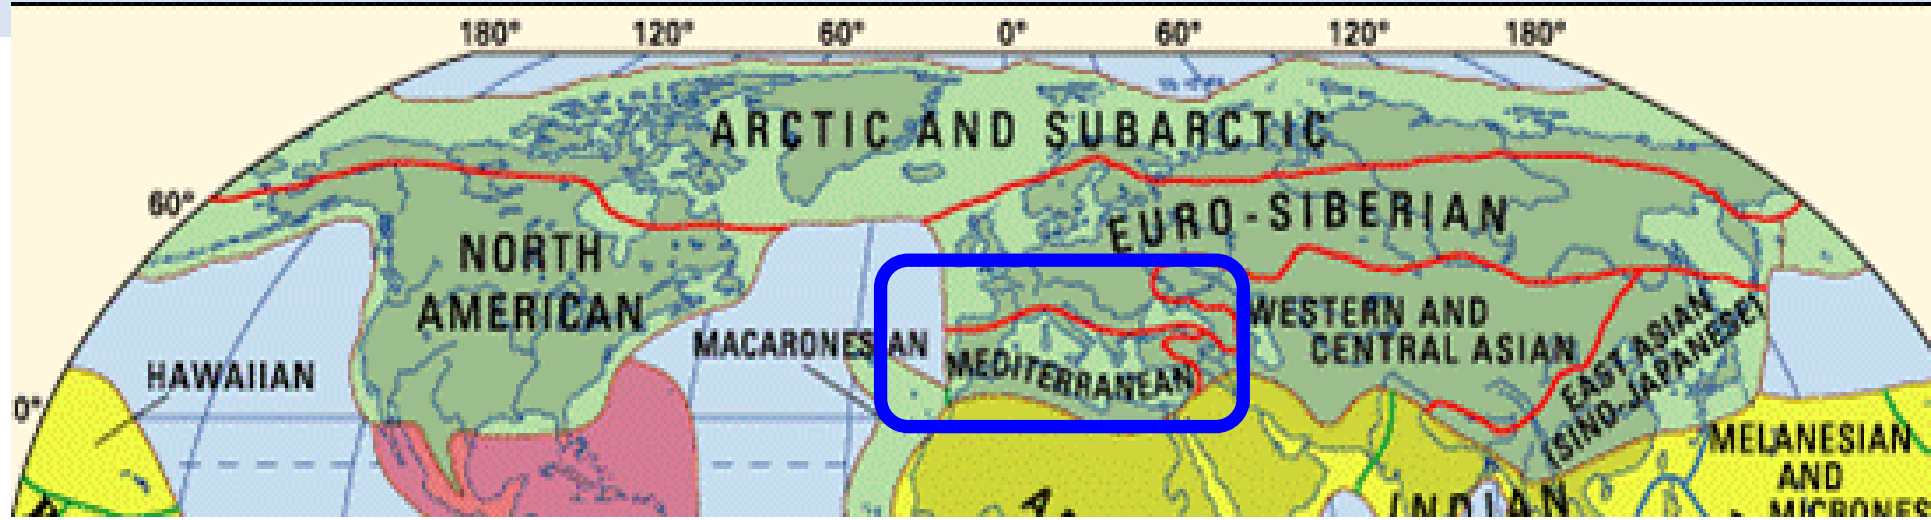 180° 120° 60° 0° 60° 120° 180°
ARCTIC AND SUBARCTIC
60°
EURO-SIBERIAN
NORTH
AMERICAN
WESTERN AND
CENTRAL ASIAN
EAST ASIAN
(SINO-JAPANESE)
MACARONESIAN
MEDITERRANEAN
HAWAIIAN
0°
MELANESIAN
AND
MICRONES
INDIAN